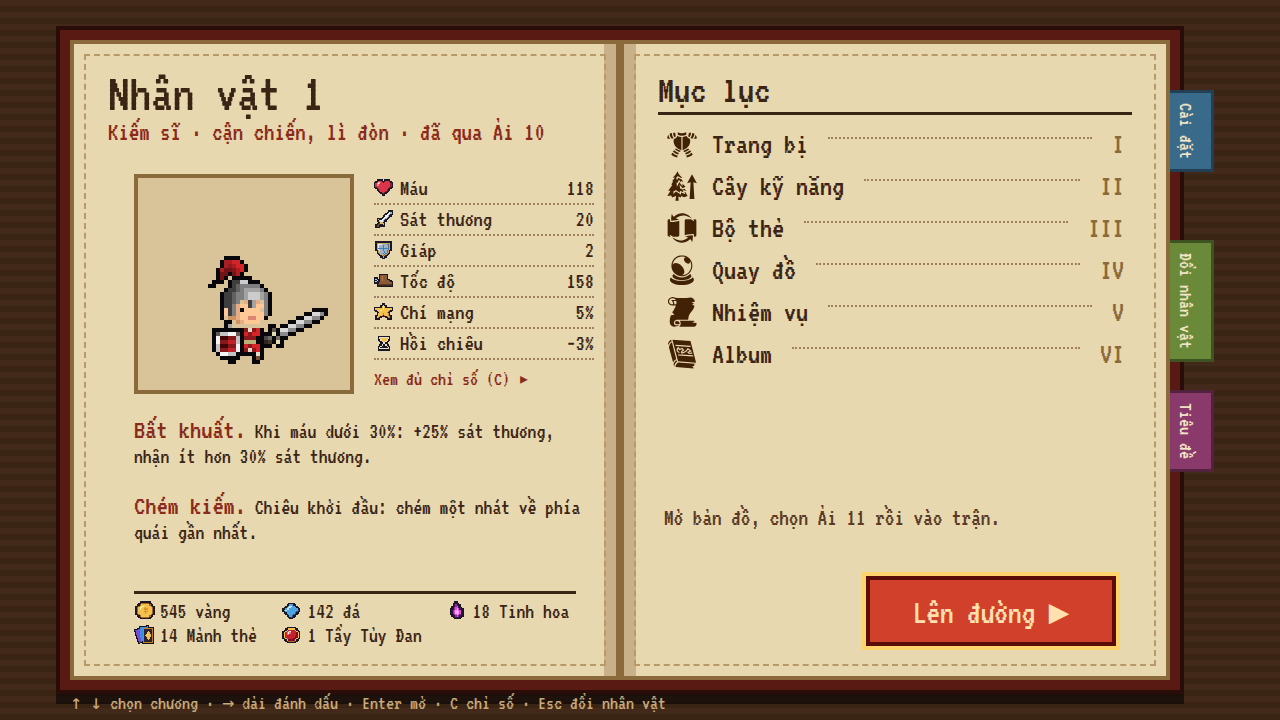 Nhân vật 1
Kiếm sĩ · cận chiến, lì đòn · đã qua Ải 10
Máu 118
Sát thương 20
Giáp 2
Tốc độ 158
Chí mạng 5%
Hồi chiêu -3%
Xem đủ chỉ số (C) ▸
Bất khuất. Khi máu dưới 30%: +25% sát thương,
nhận ít hơn 30% sát thương.
Chém kiếm. Chiêu khởi đầu: chém một nhát về phía
quái gần nhất.
545 vàng 142 đá 18 Tinh hoa
14 Mảnh thẻ 1 Tẩy Tủy Đan
Mục lục
Trang bị I
Cây kỹ năng II
Bộ thẻ III
Quay đồ IV
Nhiệm vụ V
Album VI
Mở bản đồ, chọn Ải 11 rồi vào trận.
Lên đường ▶
Cài đặt
Đổi nhân vật
Tiêu đề
↑ ↓ chọn chương · → dải đánh dấu · Enter mở · C chỉ số · Esc đổi nhân vật